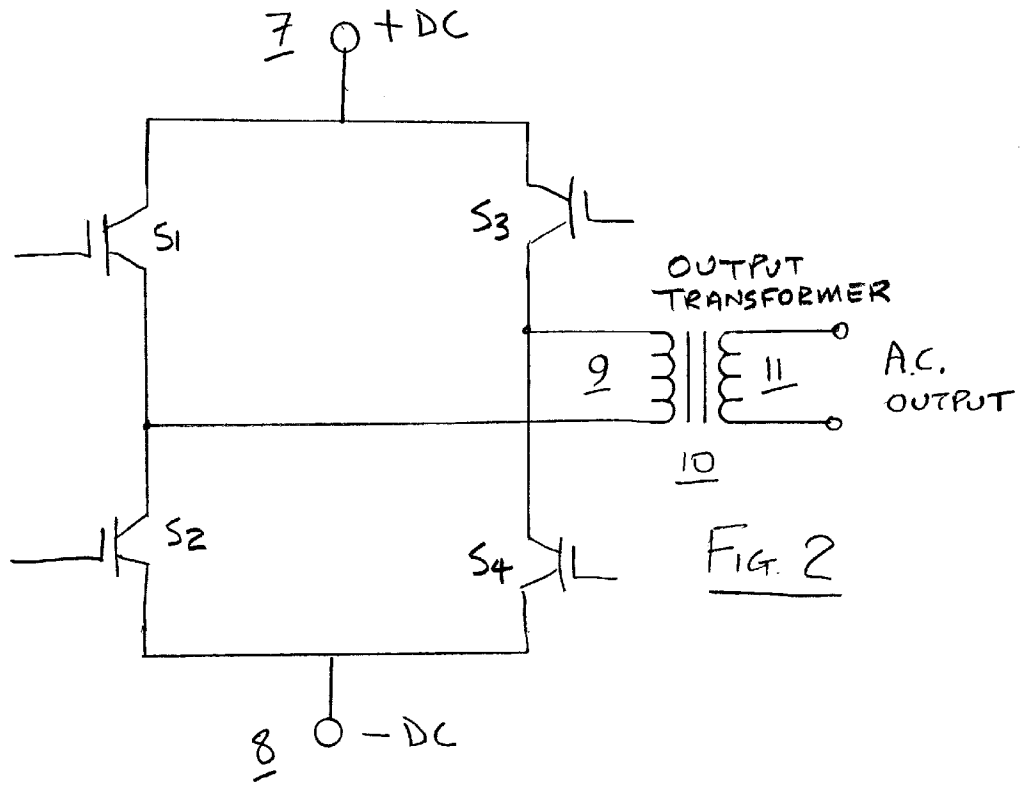 7 + DC
S1
S3
OUTPUT
TRANSFORMER
9
11
A.C.
OUTPUT
10
S2
S4
FIG. 2
8 - DC